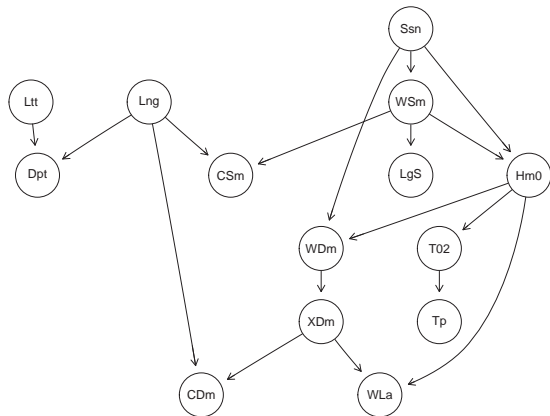 Ssn
Ltt
Lng
WSm
Dpt
CSm
LgS
Hm0
WDm
T02
XDm
Tp
CDm
WLa